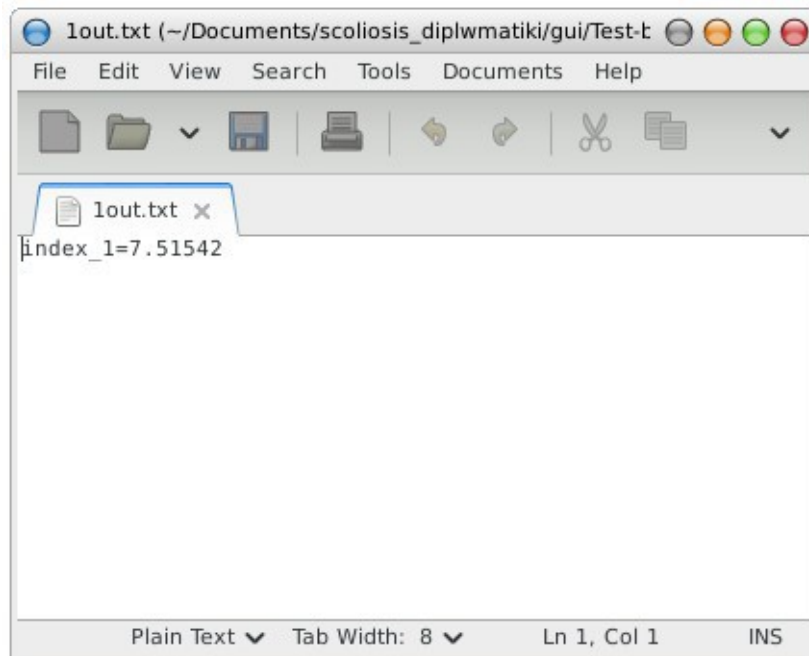 1out.txt (~/Documents/scoliosis_diplwmatiki/gui/Test-b
File Edit View Search Tools Documents Help
1out.txt
index_1=7.51542
Plain Text Tab Width: 8 Ln 1, Col 1 INS